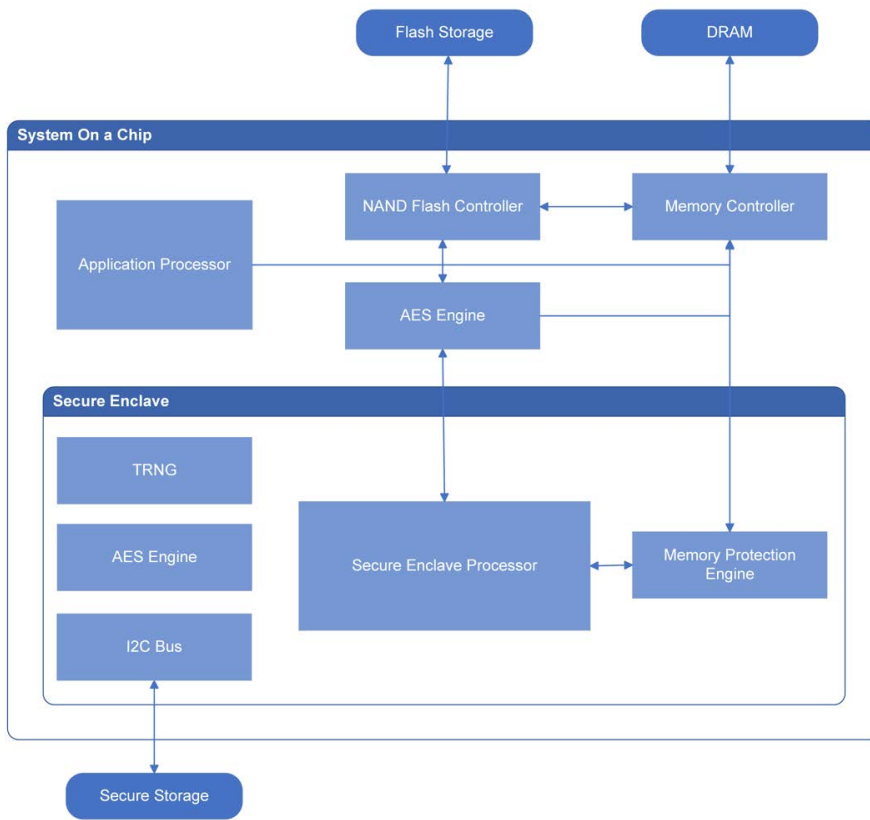 Flash Storage
DRAM
System On a Chip
NAND Flash Controller
Memory Controller
Application Processor
AES Engine
Secure Enclave
TRNG
AES Engine
Secure Enclave Processor
Memory Protection
Engine
I2C Bus
Secure Storage